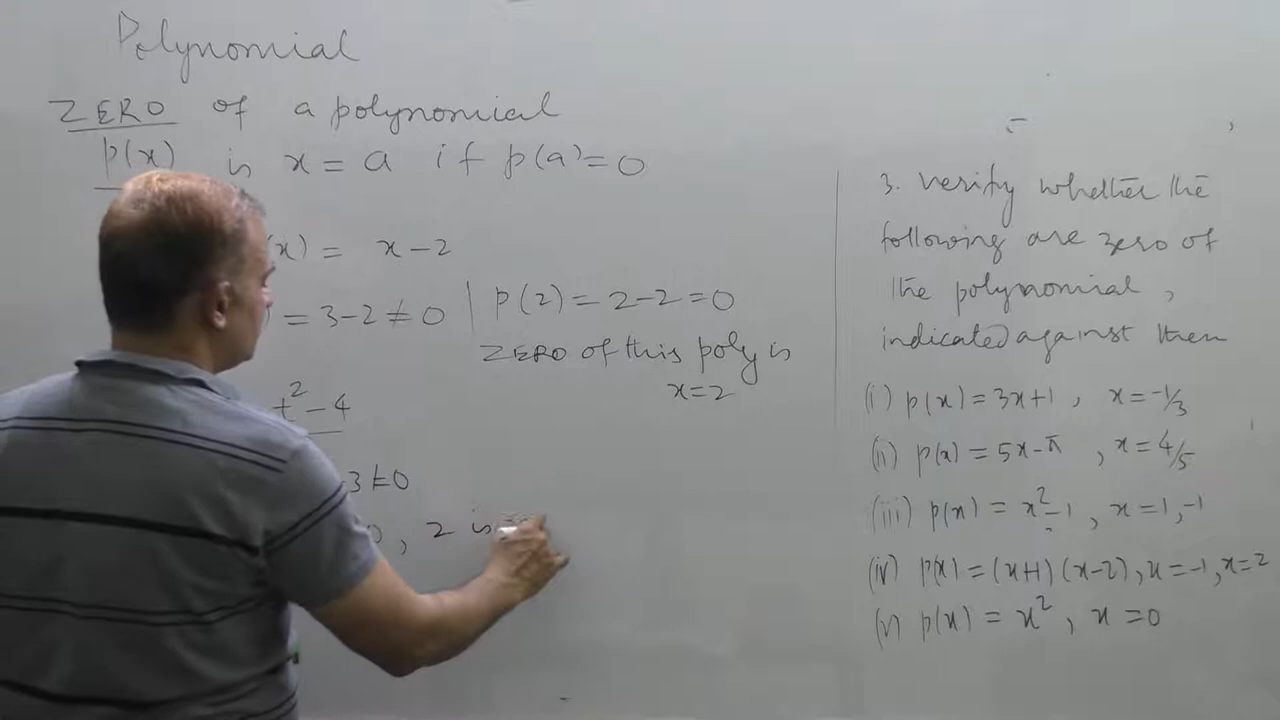 Polynomial
ZERO of a polynomial
p(x) is x = a if p(a) = 0
(x) = x - 2
= 3 - 2 ≠ 0 | p(2) = 2 - 2 = 0
ZERO of this poly is
x = 2
t² - 4
-3 ≠ 0
0, 2 is
3. Verify whether the
following are zero of
the polynomial,
indicated against them
(i) p(x) = 3x+1, x = -1/3
(ii) p(x) = 5x - π, x = 4/5
(iii) p(x) = x² - 1, x = 1, -1
(iv) p(x) = (x+1) (x-2), x = -1, x = 2
(v) p(x) = x², x = 0